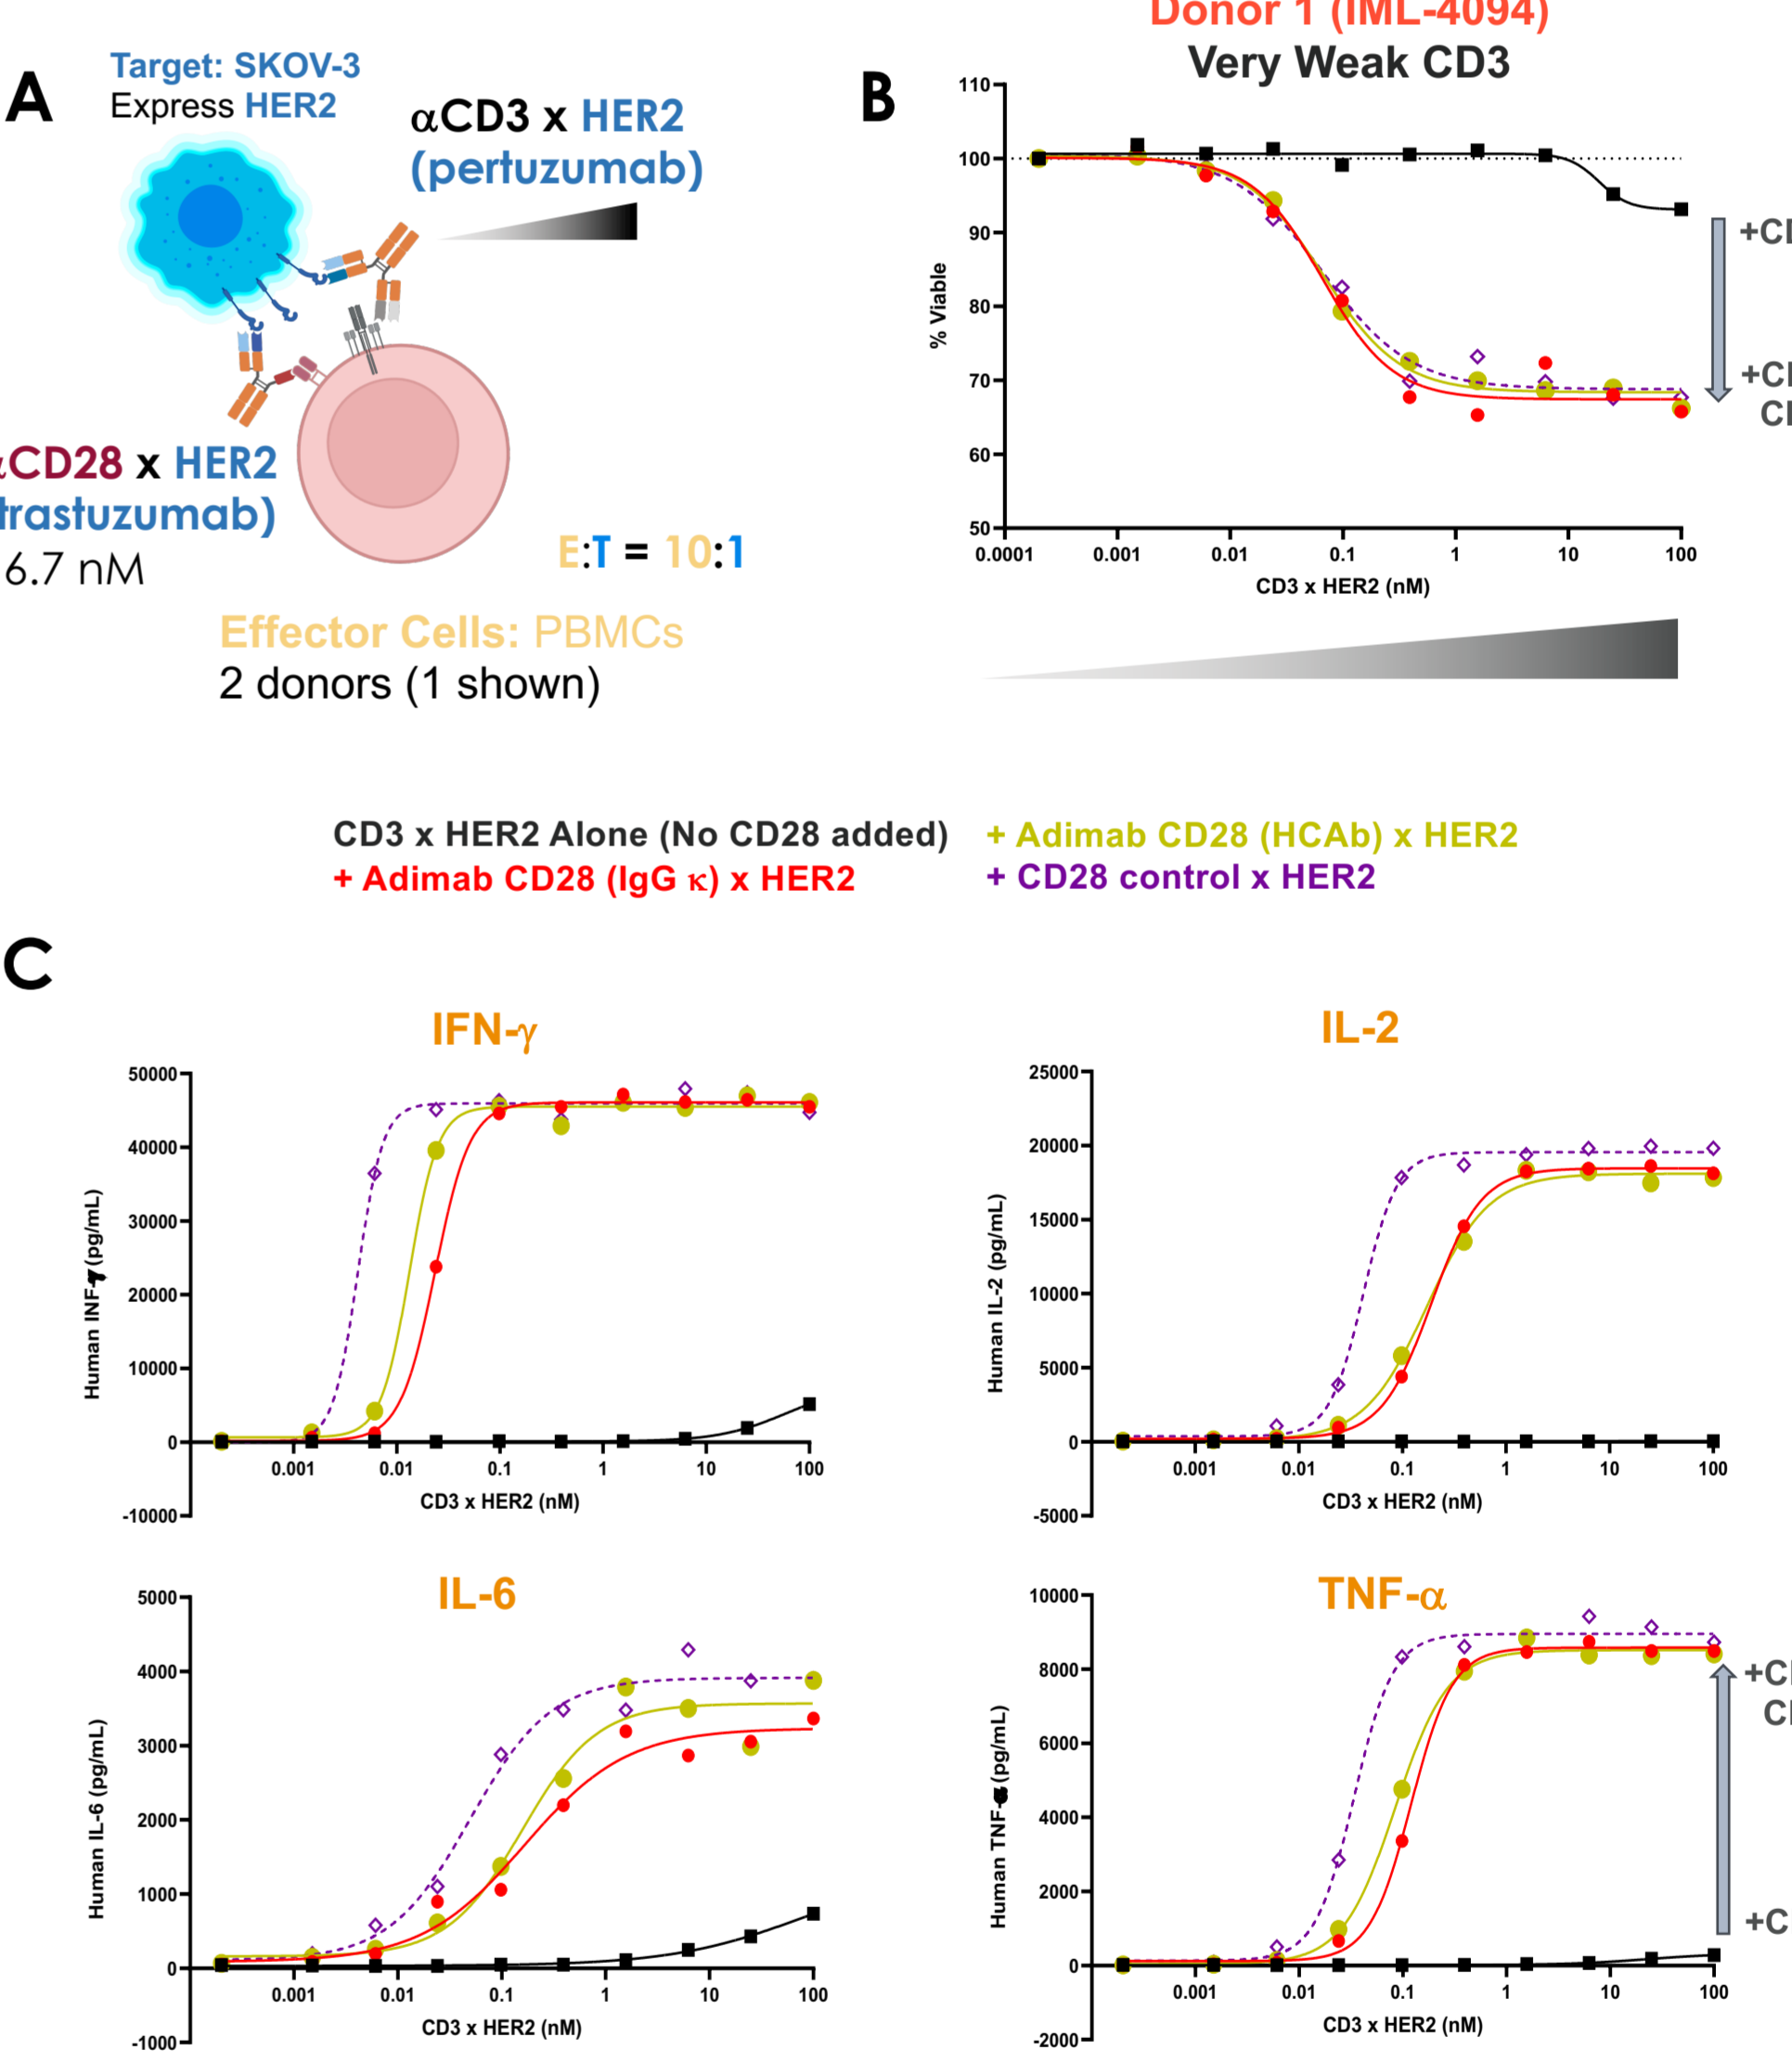 A
Target: SKOV-3
Express HER2
αCD3 x HER2
(pertuzumab)
CD28 x HER2
trastuzumab)
6.7 nM
E:T = 10:1
Effector Cells: PBMCs
2 donors (1 shown)
B
Donor 1 (IML-4094)
Very Weak CD3
110
100
90
80
70
60
50
% Viable
0.0001
0.001
0.01
0.1
1
10
100
CD3 x HER2 (nM)
CD3 x HER2 Alone (No CD28 added)
+ Adimab CD28 (HCAb) x HER2
+ Adimab CD28 (IgG κ) x HER2
+ CD28 control x HER2
C
IFN-γ
50000
40000
30000
20000
10000
0
-10000
Human INF-γ (pg/mL)
0.001
0.01
0.1
1
10
100
CD3 x HER2 (nM)
IL-2
25000
20000
15000
10000
5000
0
-5000
Human IL-2 (pg/mL)
0.001
0.01
0.1
1
10
100
CD3 x HER2 (nM)
IL-6
5000
4000
3000
2000
1000
0
-1000
Human IL-6 (pg/mL)
0.001
0.01
0.1
1
10
100
CD3 x HER2 (nM)
TNF-α
10000
8000
6000
4000
2000
0
-2000
Human TNF-α (pg/mL)
0.001
0.01
0.1
1
10
100
CD3 x HER2 (nM)
+C